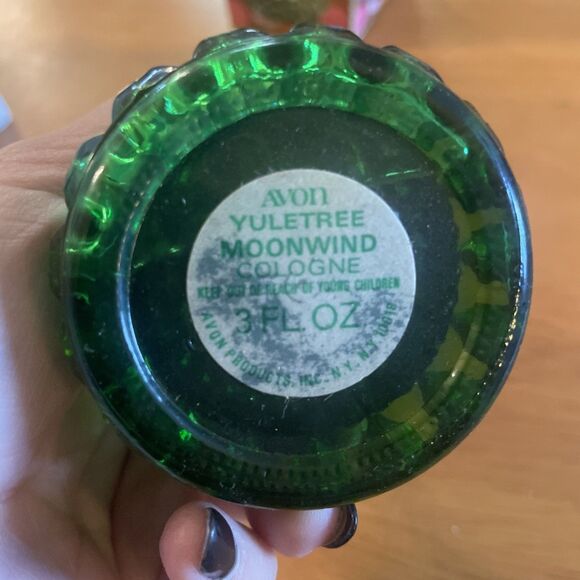 AVON
YULETREE
MOONWIND
COLOGNE
KEEP OUT OF REACH OF YOUNG CHILDREN
3 FL. OZ
AVON PRODUCTS, INC., N.Y., N.Y. 10019